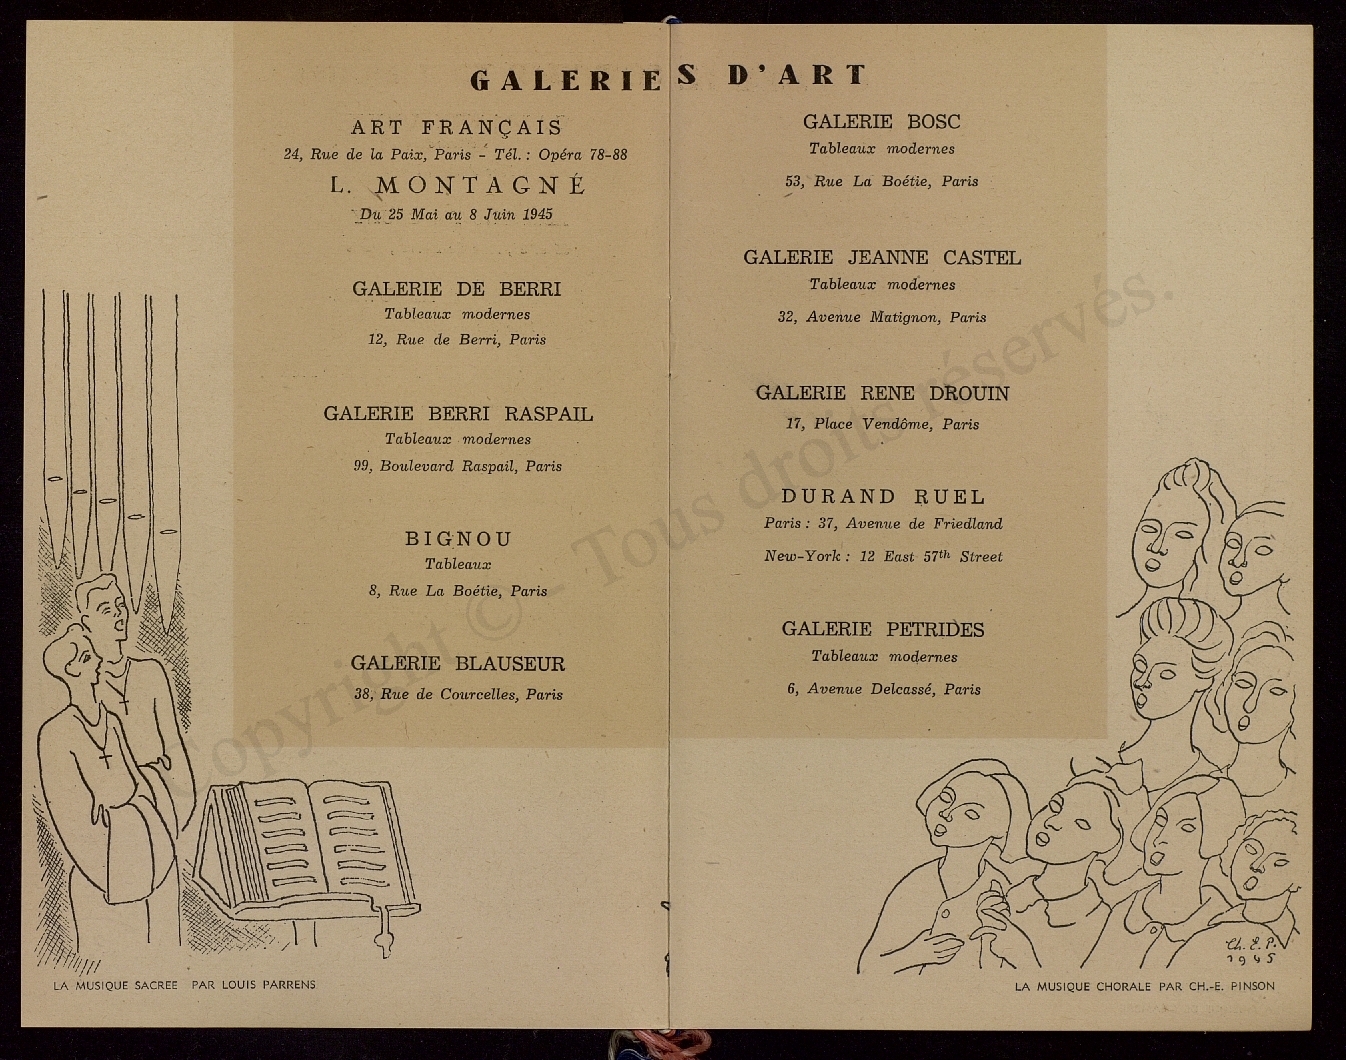 GALERIES D'ART
ART FRANÇAIS
24, Rue de la Paix, Paris - Tél. : Opéra 78-88
L. MONTAGNÉ
Du 25 Mai au 8 Juin 1945
GALERIE DE BERRI
Tableaux modernes
12, Rue de Berri, Paris
GALERIE BERRI RASPAIL
Tableaux modernes
99, Boulevard Raspail, Paris
BIGNOU
Tableaux
8, Rue La Boétie, Paris
GALERIE BLAUSEUR
38, Rue de Courcelles, Paris
LA MUSIQUE SACREE PAR LOUIS PARRENS
GALERIE BOSC
Tableaux modernes
53, Rue La Boétie, Paris
GALERIE JEANNE CASTEL
Tableaux modernes
32, Avenue Matignon, Paris
GALERIE RENE DROUIN
17, Place Vendôme, Paris
DURAND RUEL
Paris : 37, Avenue de Friedland
New-York : 12 East 57th Street
GALERIE PETRIDES
Tableaux modernes
6, Avenue Delcassé, Paris
Ch. E. P.
1945
LA MUSIQUE CHORALE PAR CH.-E. PINSON
Copyright © - Tous droits réservés.